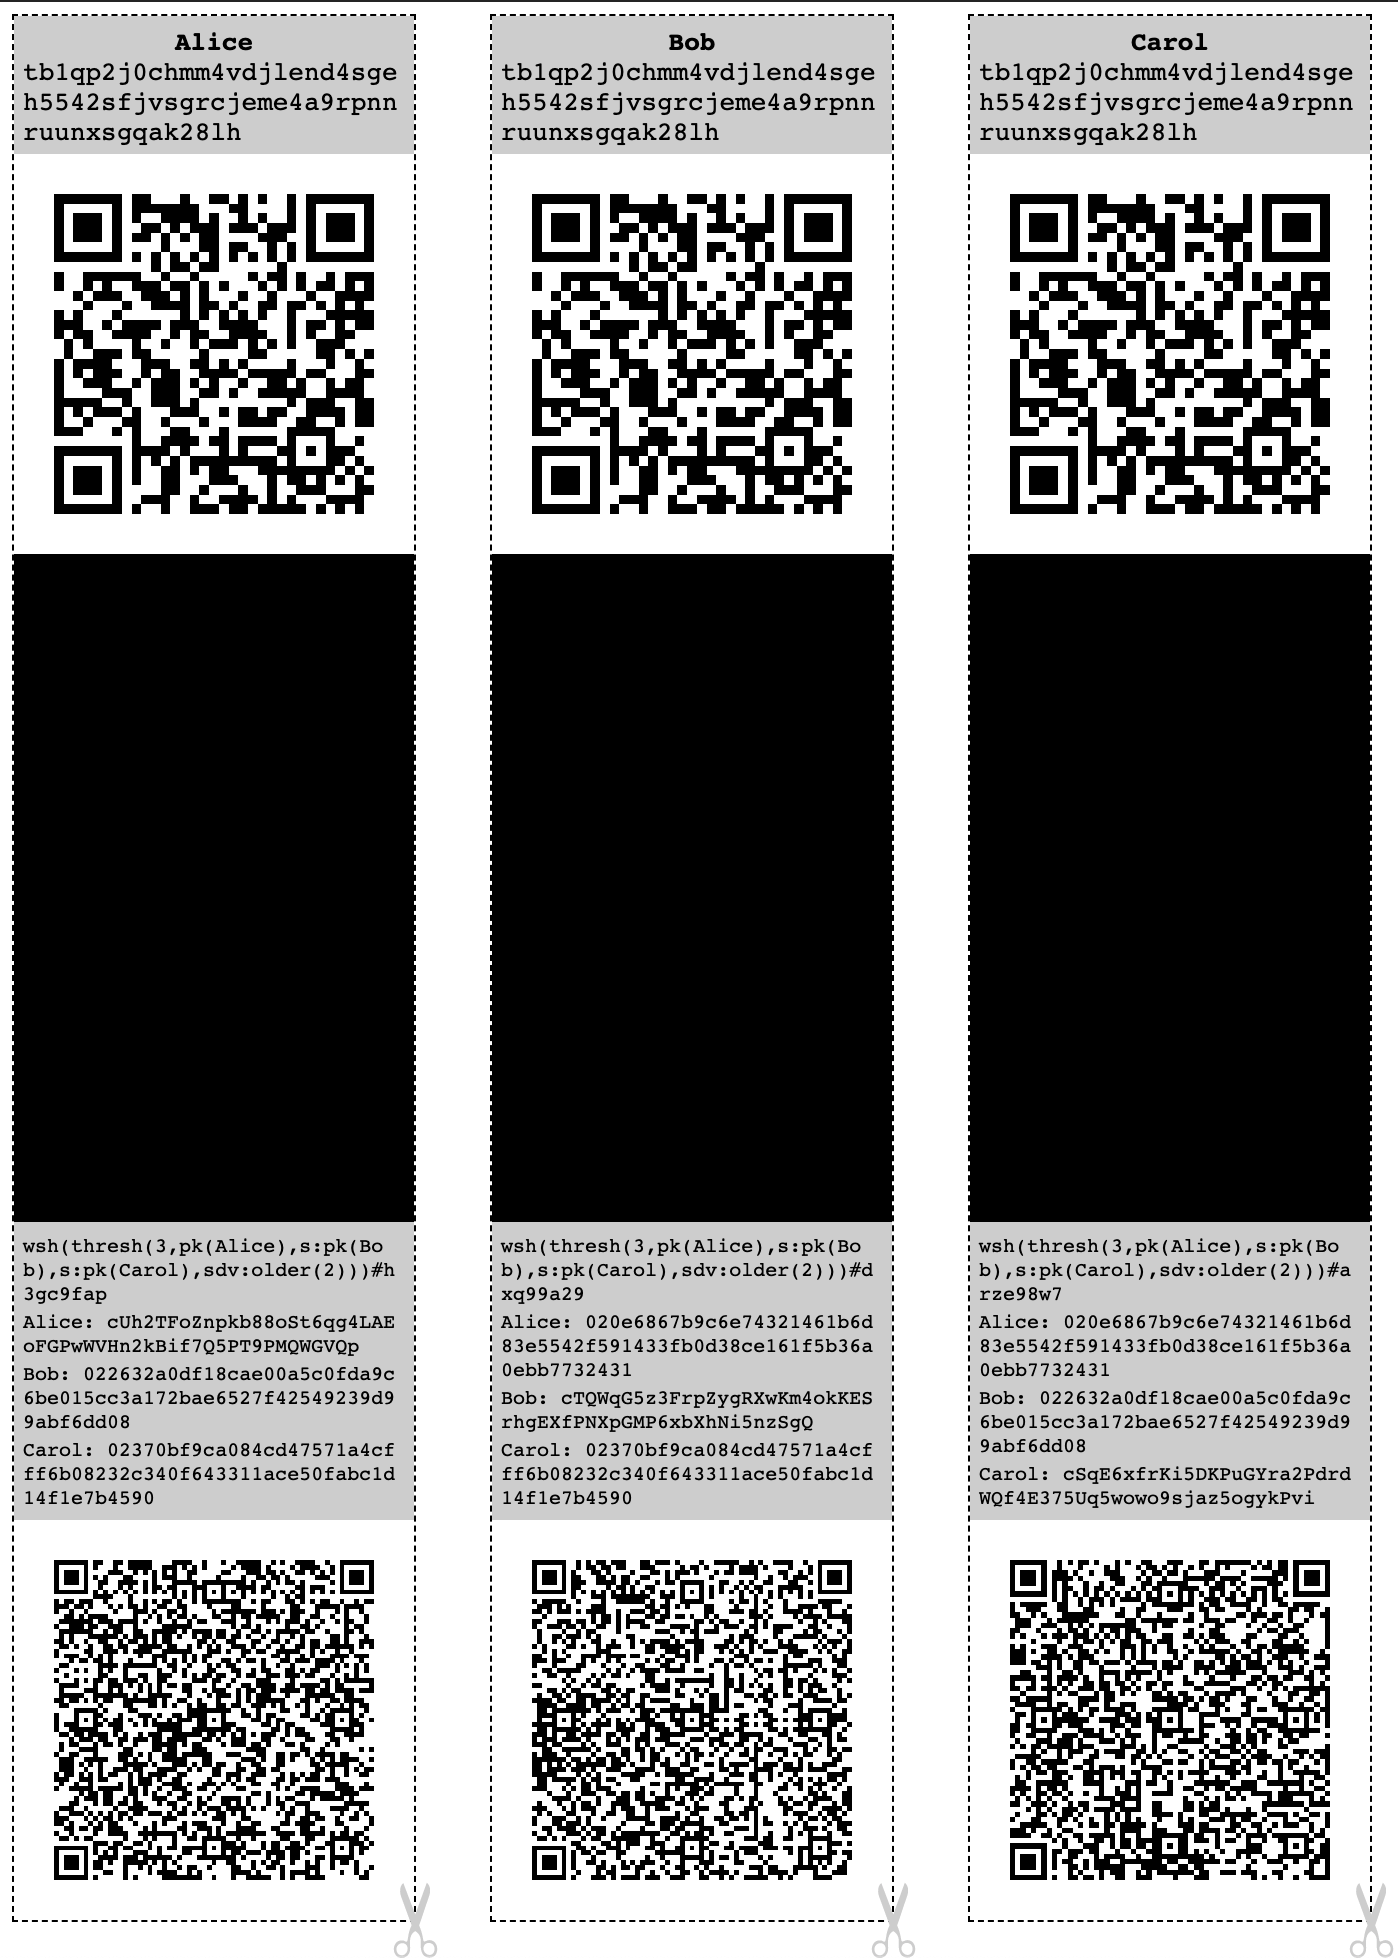 Alice
tb1qp2j0chmm4vdjlend4sge
h5542sfjvsgrcjeme4a9rpnn
ruunxsgqak28lh
wsh(thresh(3,pk(Alice),s:pk(Bo
b),s:pk(Carol),sdv:older(2)))#h
3gc9fap
Alice: cUh2TFoZnpkb88oSt6qg4LAE
oFGPwWVHn2kBif7Q5PT9PMQWGVQp
Bob: 022632a0df18cae00a5c0fda9c
6be015cc3a172bae6527f42549239d9
9abf6dd08
Carol: 02370bf9ca084cd47571a4cf
ff6b08232c340f643311ace50fabc1d
14f1e7b4590
Bob
tb1qp2j0chmm4vdjlend4sge
h5542sfjvsgrcjeme4a9rpnn
ruunxsgqak28lh
wsh(thresh(3,pk(Alice),s:pk(Bo
b),s:pk(Carol),sdv:older(2)))#d
xq99a29
Alice: 020e6867b9c6e74321461b6d
83e5542f591433fb0d38ce161f5b36a
0ebb7732431
Bob: cTQWqG5z3FrpZygRXwKm4okKES
rhgEXfPNXpGMP6xbXhNi5nzSgQ
Carol: 02370bf9ca084cd47571a4cf
ff6b08232c340f643311ace50fabc1d
14f1e7b4590
Carol
tb1qp2j0chmm4vdjlend4sge
h5542sfjvsgrcjeme4a9rpnn
ruunxsgqak28lh
wsh(thresh(3,pk(Alice),s:pk(Bo
b),s:pk(Carol),sdv:older(2)))#a
rze98w7
Alice: 020e6867b9c6e74321461b6d
83e5542f591433fb0d38ce161f5b36a
0ebb7732431
Bob: 022632a0df18cae00a5c0fda9c
6be015cc3a172bae6527f42549239d9
9abf6dd08
Carol: cSqE6xfrKi5DKPuGYra2Pdrd
WQf4E375Uq5wowo9sjaz5ogykPvi